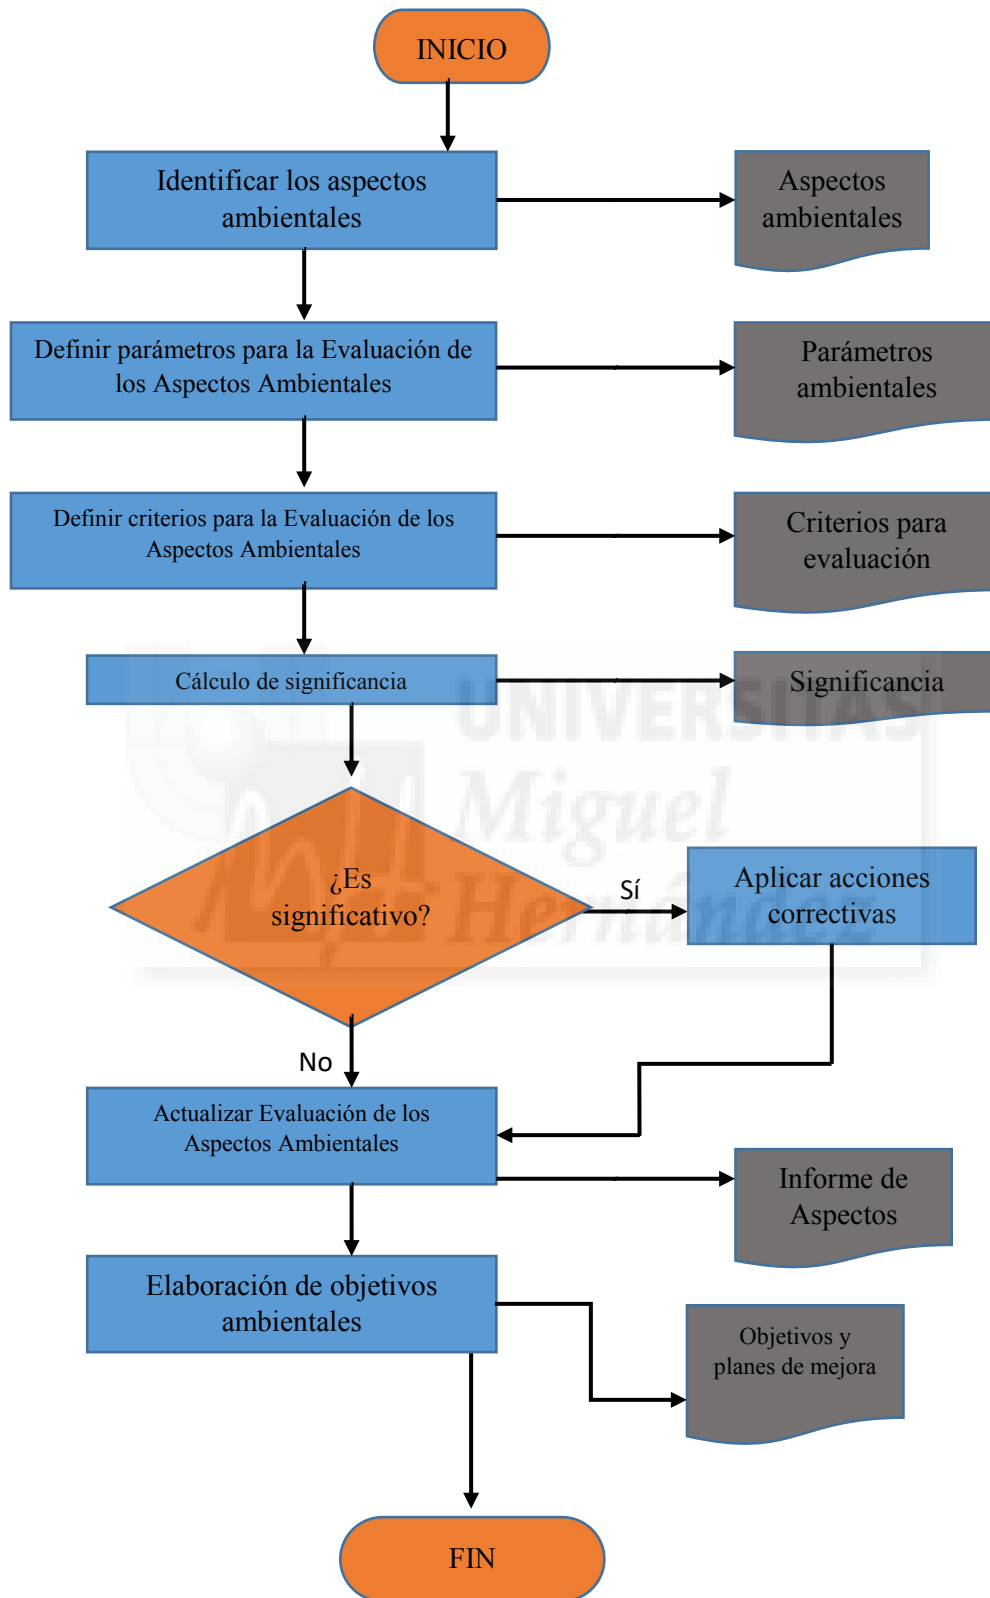 INICIO
Identificar los aspectos
ambientales
Aspectos
ambientales
Definir parámetros para la Evaluación de
los Aspectos Ambientales
Parámetros
ambientales
Definir criterios para la Evaluación de los
Aspectos Ambientales
Criterios para
evaluación
Cálculo de significancia
Significancia
UNIVERSITAS
Miguel
Hernández
¿Es
significativo?
Sí
Aplicar acciones
correctivas
No
Actualizar Evaluación de los
Aspectos Ambientales
Informe de
Aspectos
Elaboración de objetivos
ambientales
Objetivos y
planes de mejora
FIN